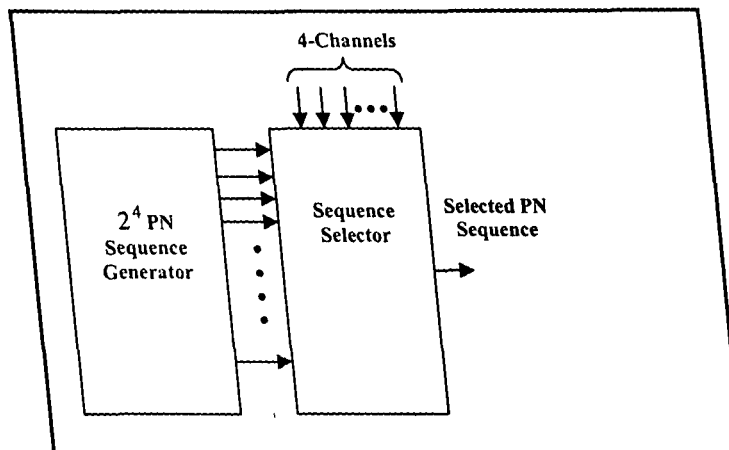 4-Channels
2⁴ PN
Sequence
Generator
Sequence
Selector
Selected PN
Sequence